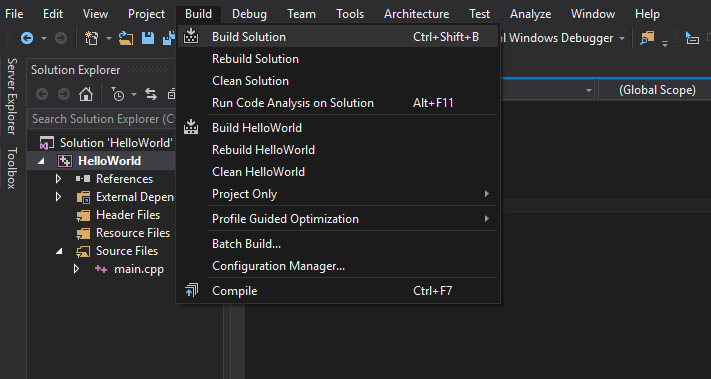 File Edit View Project Build Debug Team Tools Architecture Test Analyze Window Help
Build Solution Ctrl+Shift+B
Windows Debugger
Rebuild Solution
Clean Solution
Run Code Analysis on Solution Alt+F11
Build HelloWorld
Rebuild HelloWorld
Clean HelloWorld
Project Only
Profile Guided Optimization
Batch Build...
Configuration Manager...
Compile Ctrl+F7
(Global Scope)
Server Explorer
Toolbox
Solution Explorer
Search Solution Explorer (C
Solution 'HelloWorld'
HelloWorld
References
External Depe
Header Files
Resource Files
Source Files
main.cpp